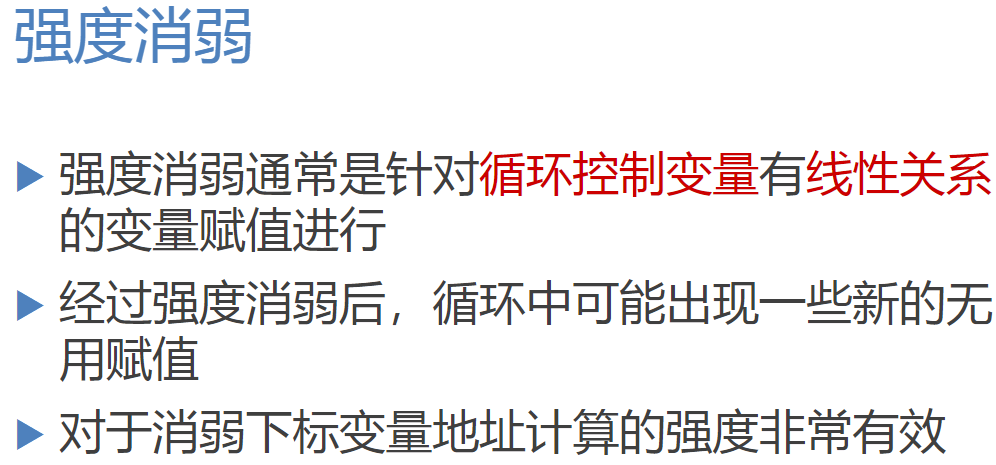 强度消弱
强度消弱通常是针对循环控制变量有线性关系
的变量赋值进行
经过强度消弱后，循环中可能出现一些新的无
用赋值
对于消弱下标变量地址计算的强度非常有效